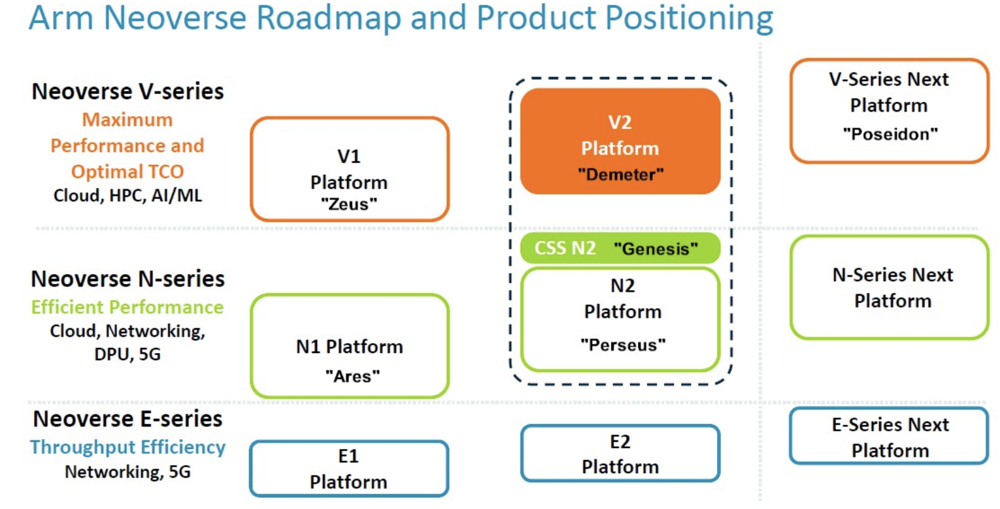 Arm Neoverse Roadmap and Product Positioning
Neoverse V-series
Maximum
Performance and
Optimal TCO
Cloud, HPC, AI/ML
V1
Platform
"Zeus"
V2
Platform
"Demeter"
V-Series Next
Platform
"Poseidon"
Neoverse N-series
Efficient Performance
Cloud, Networking,
DPU, 5G
N1 Platform
"Ares"
CSS N2 "Genesis"
N2
Platform
"Perseus"
N-Series Next
Platform
Neoverse E-series
Throughput Efficiency
Networking, 5G
E1
Platform
E2
Platform
E-Series Next
Platform